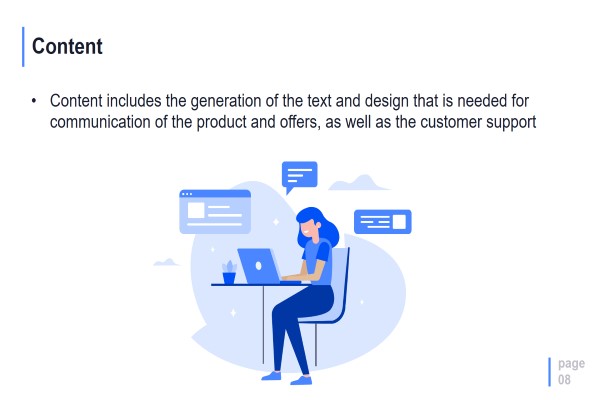 Content
• Content includes the generation of the text and design that is needed for
communication of the product and offers, as well as the customer support
page
08